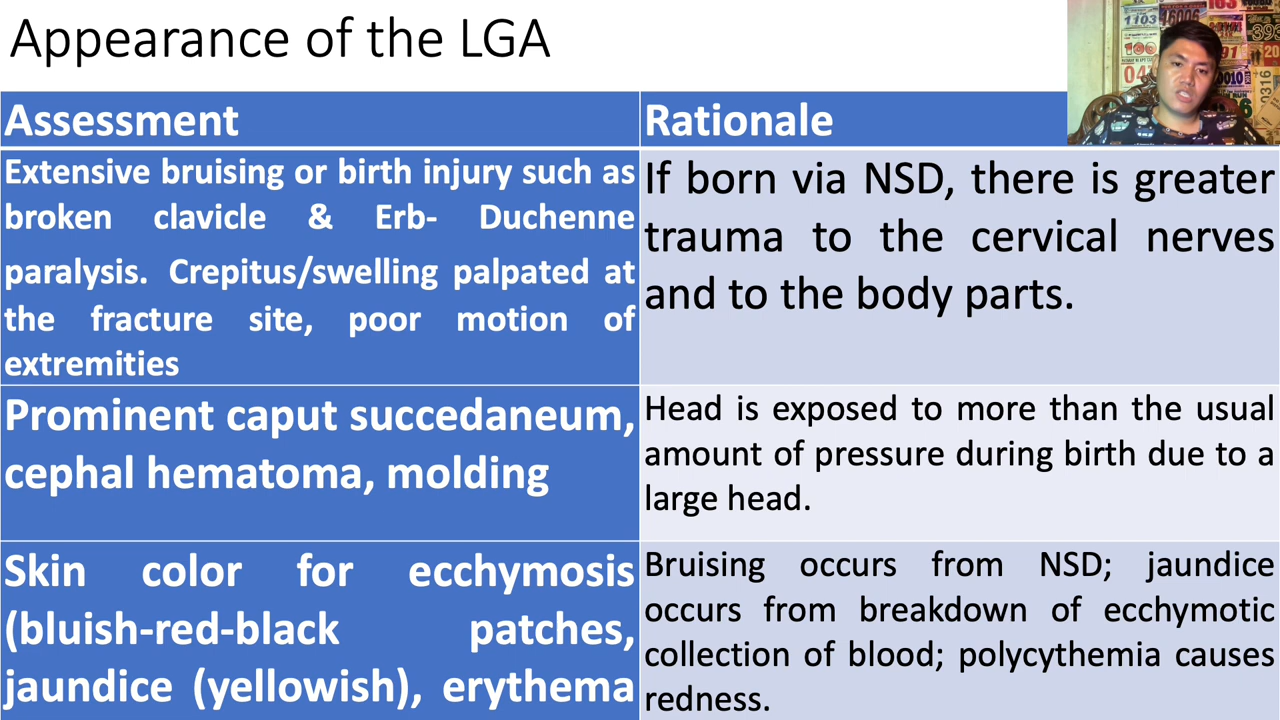 Appearance of the LGA
Assessment
Rationale
Extensive bruising or birth injury such as
broken clavicle & Erb- Duchenne
paralysis. Crepitus/swelling palpated at
the fracture site, poor motion of
extremities
If born via NSD, there is greater
trauma to the cervical nerves
and to the body parts.
Prominent caput succedaneum,
cephal hematoma, molding
Head is exposed to more than the usual
amount of pressure during birth due to a
large head.
Skin color for ecchymosis
(bluish-red-black patches,
jaundice (yellowish), erythema
Bruising occurs from NSD; jaundice
occurs from breakdown of ecchymotic
collection of blood; polycythemia causes
redness.
1103